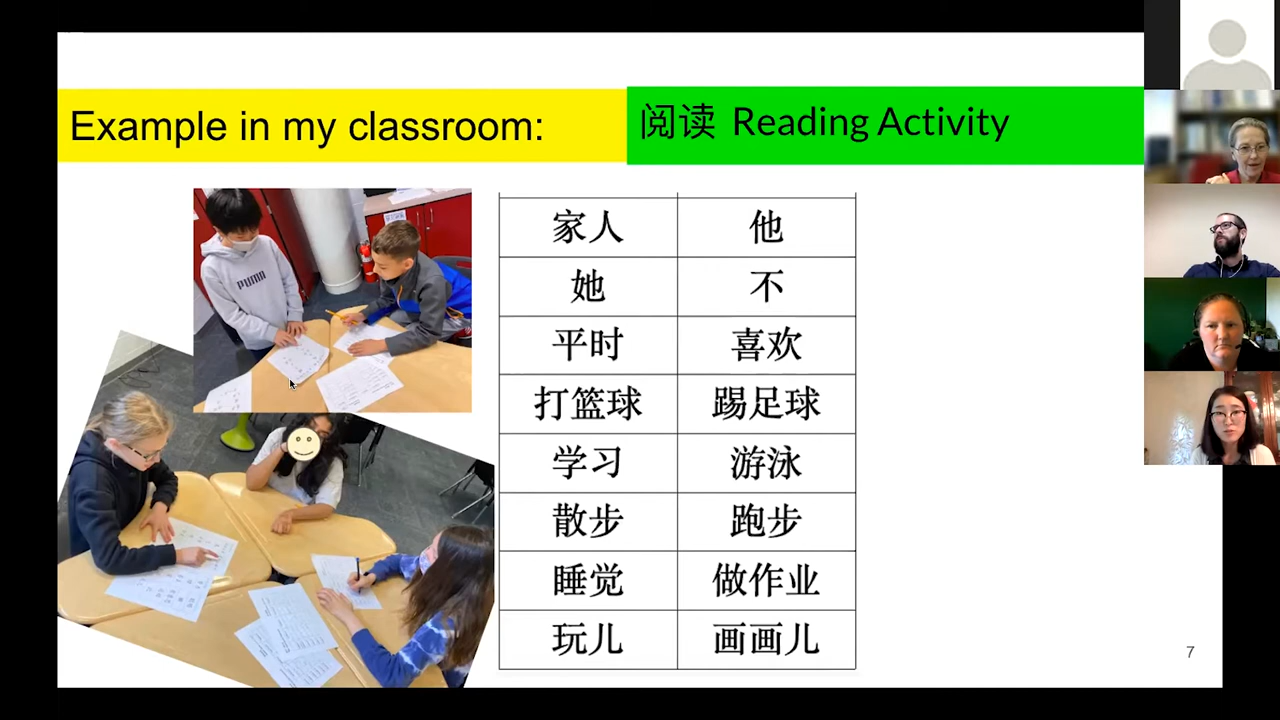 Example in my classroom:
阅读 Reading Activity
PUMA
家人 他
她 不
平时 喜欢
打篮球 踢足球
学习 游泳
散步 跑步
睡觉 做作业
玩儿 画画儿
7